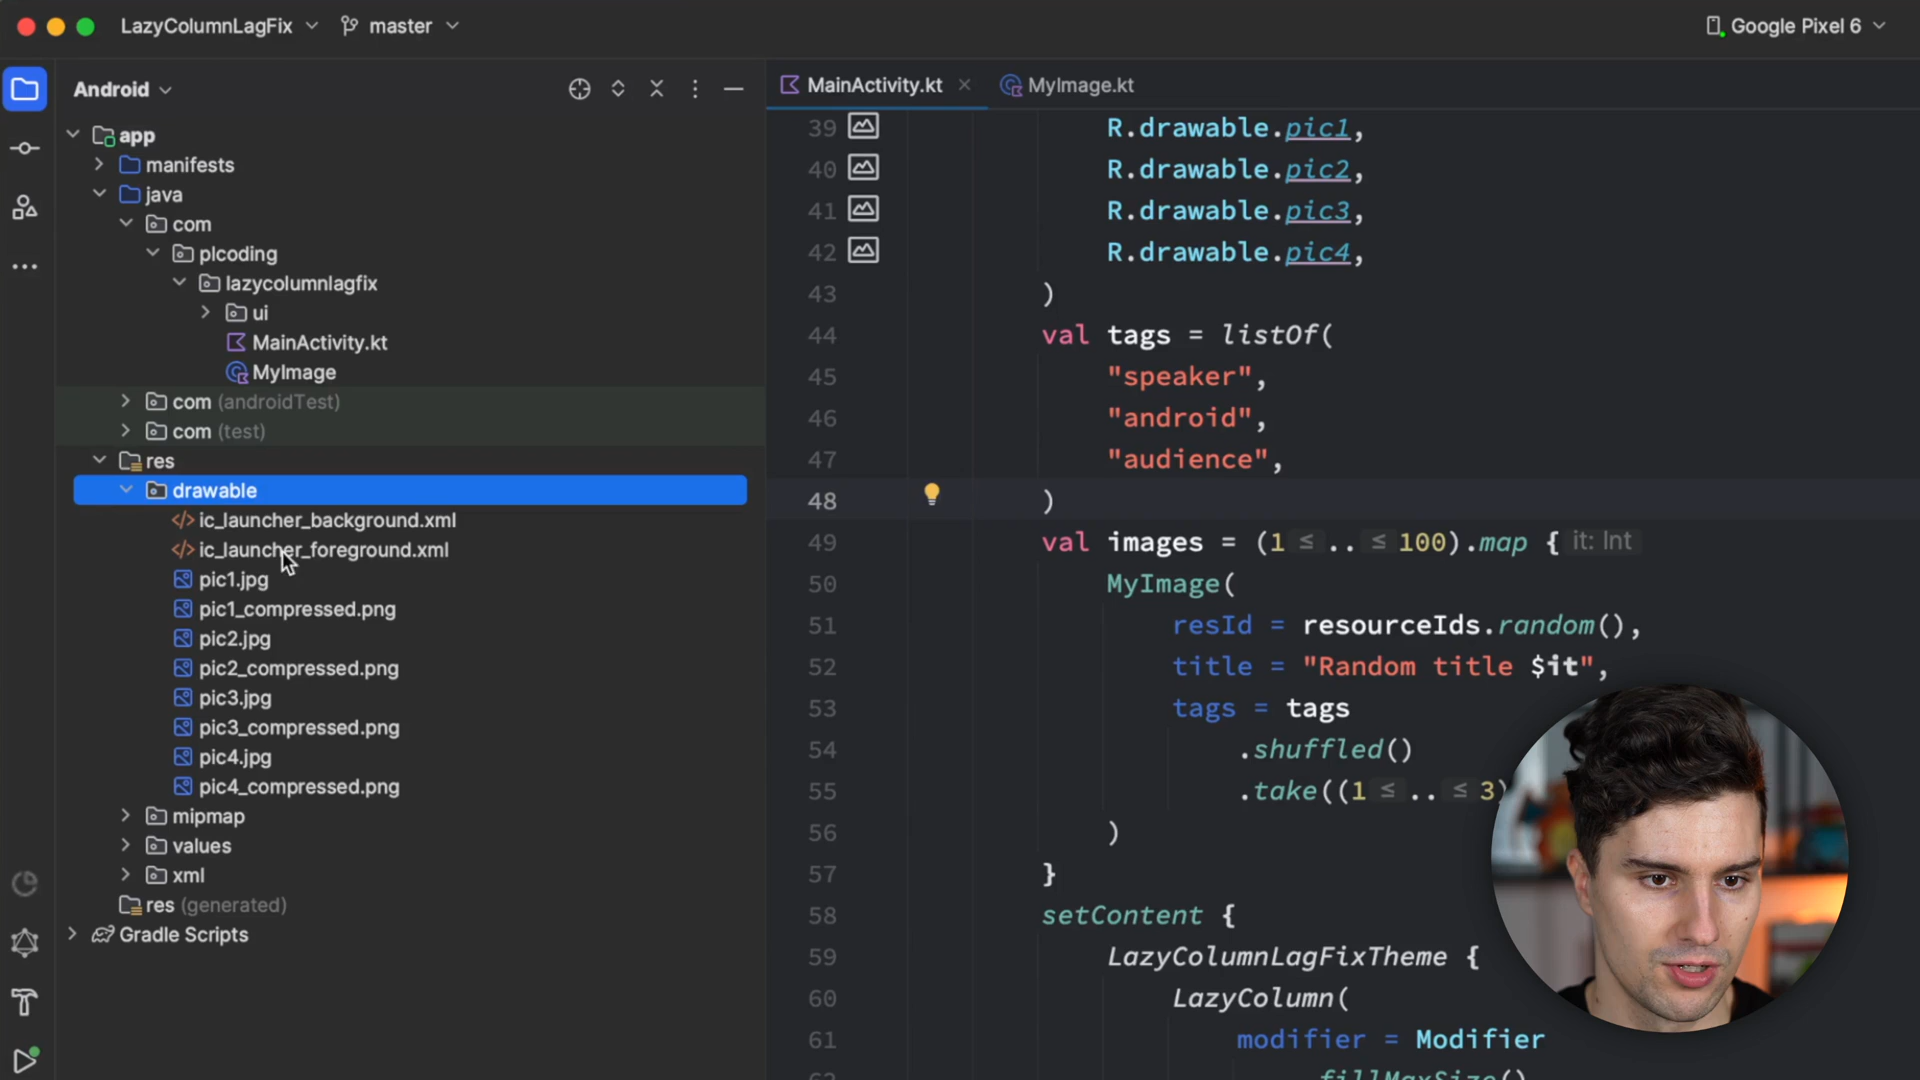 LazyColumnLagFix
master
Google Pixel 6
Android
app
manifests
java
com
plcoding
lazycolumnlagfix
ui
MainActivity.kt
MyImage
com (androidTest)
com (test)
res
drawable
ic_launcher_background.xml
ic_launcher_foreground.xml
pic1.jpg
pic1_compressed.png
pic2.jpg
pic2_compressed.png
pic3.jpg
pic3_compressed.png
pic4.jpg
pic4_compressed.png
mipmap
values
xml
res (generated)
Gradle Scripts
MainActivity.kt
MyImage.kt
39 R.drawable.pic1,
40 R.drawable.pic2,
41 R.drawable.pic3,
42 R.drawable.pic4,
43 )
44 val tags = listOf(
45 "speaker",
46 "android",
47 "audience",
48 )
49 val images = (1 ≤ .. ≤ 100).map { it: Int
50 MyImage(
51 resId = resourceIds.random(),
52 title = "Random title $it",
53 tags = tags
54 .shuffled()
55 .take((1 ≤ .. ≤ 3)
56 )
57 }
58 setContent {
59 LazyColumnLagFixTheme {
60 LazyColumn(
61 modifier = Modifier
.fillMaxSize()